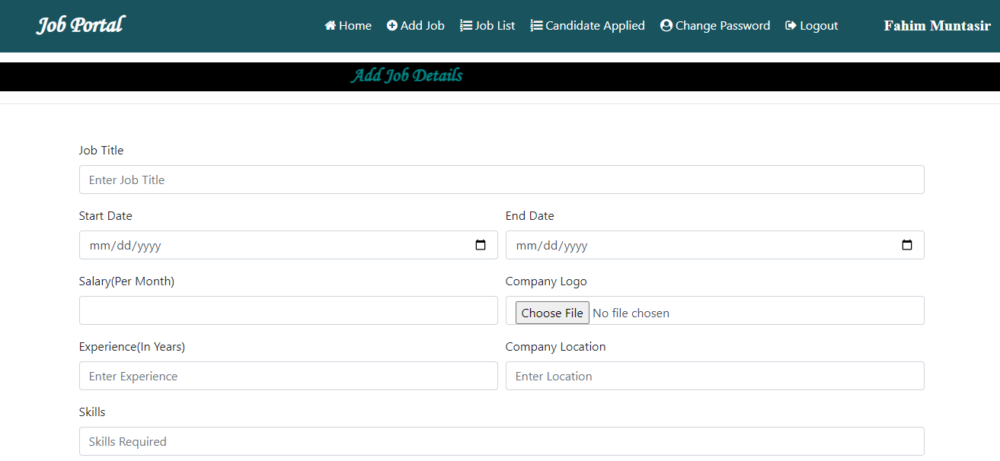 Job Portal Home Add Job Job List Candidate Applied Change Password Logout Fahim Muntasir
Add Job Details
Job Title
Enter Job Title
Start Date End Date
mm/dd/yyyy mm/dd/yyyy
Salary(Per Month) Company Logo
Choose File No file chosen
Experience(In Years) Company Location
Enter Experience Enter Location
Skills
Skills Required